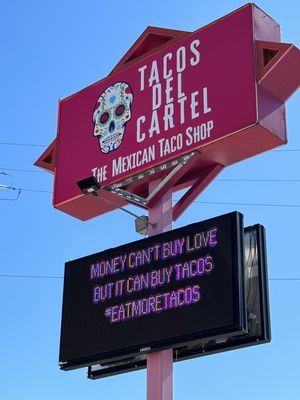 TACOS
DEL
CARTEL
THE MEXICAN TACO SHOP
MONEY CAN'T BUY LOVE
BUT IT CAN BUY TACOS
#EATMORETACOS